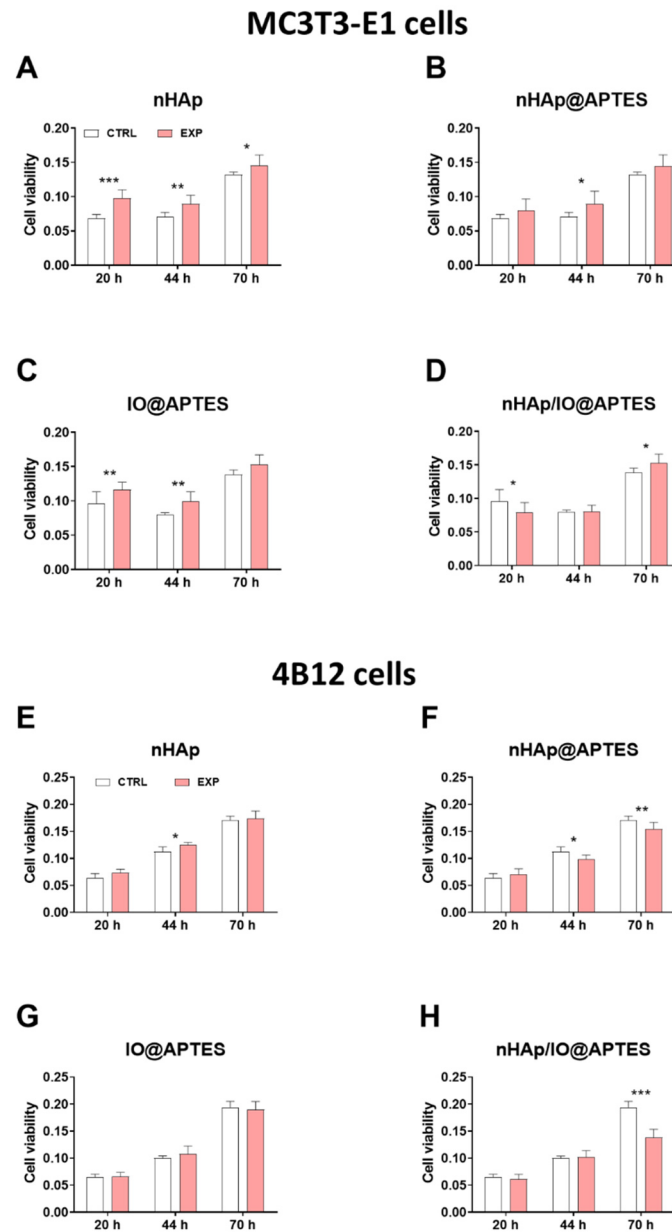 MC3T3-E1 cells
A
nHAp
CTRL EXP
Cell viability
0.20
0.15
0.10
0.05
0.00
***
**
*
20 h 44 h 70 h
B
nHAp@APTES
Cell viability
0.20
0.15
0.10
0.05
0.00
*
20 h 44 h 70 h
C
IO@APTES
Cell viability
0.20
0.15
0.10
0.05
0.00
**
**
20 h 44 h 70 h
D
nHAp/IO@APTES
Cell viability
0.20
0.15
0.10
0.05
0.00
*
*
20 h 44 h 70 h
4B12 cells
E
nHAp
CTRL EXP
Cell viability
0.25
0.20
0.15
0.10
0.05
0.00
*
20 h 44 h 70 h
F
nHAp@APTES
Cell viability
0.25
0.20
0.15
0.10
0.05
0.00
*
**
20 h 44 h 70 h
G
IO@APTES
Cell viability
0.25
0.20
0.15
0.10
0.05
0.00
20 h 44 h 70 h
H
nHAp/IO@APTES
Cell viability
0.25
0.20
0.15
0.10
0.05
0.00
***
20 h 44 h 70 h